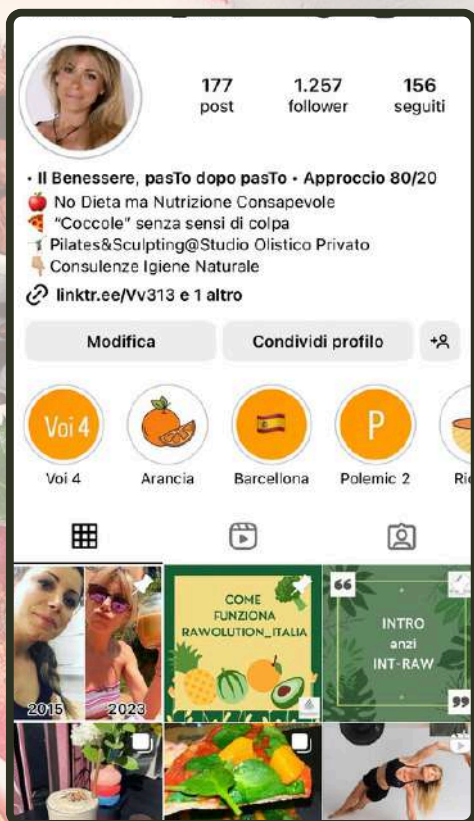 177 1.257 156
post follower seguiti
• Il Benessere, pasTo dopo pasTo • Approccio 80/20
🍎 No Dieta ma Nutrizione Consapevole
🍕 “Coccole” senza sensi di colpa
Pilates&Sculpting@Studio Olistico Privato
👇🏼 Consulenze Igiene Naturale
linktr.ee/Vv313 e 1 altro
Modifica Condividi profilo
Voi 4 P
Voi 4 Arancia Barcellona Polemic 2
COME
FUNZIONA
RAWOLUTION_ITALIA
“
INTRO
anzi
INT-RAW
”
2015 2023